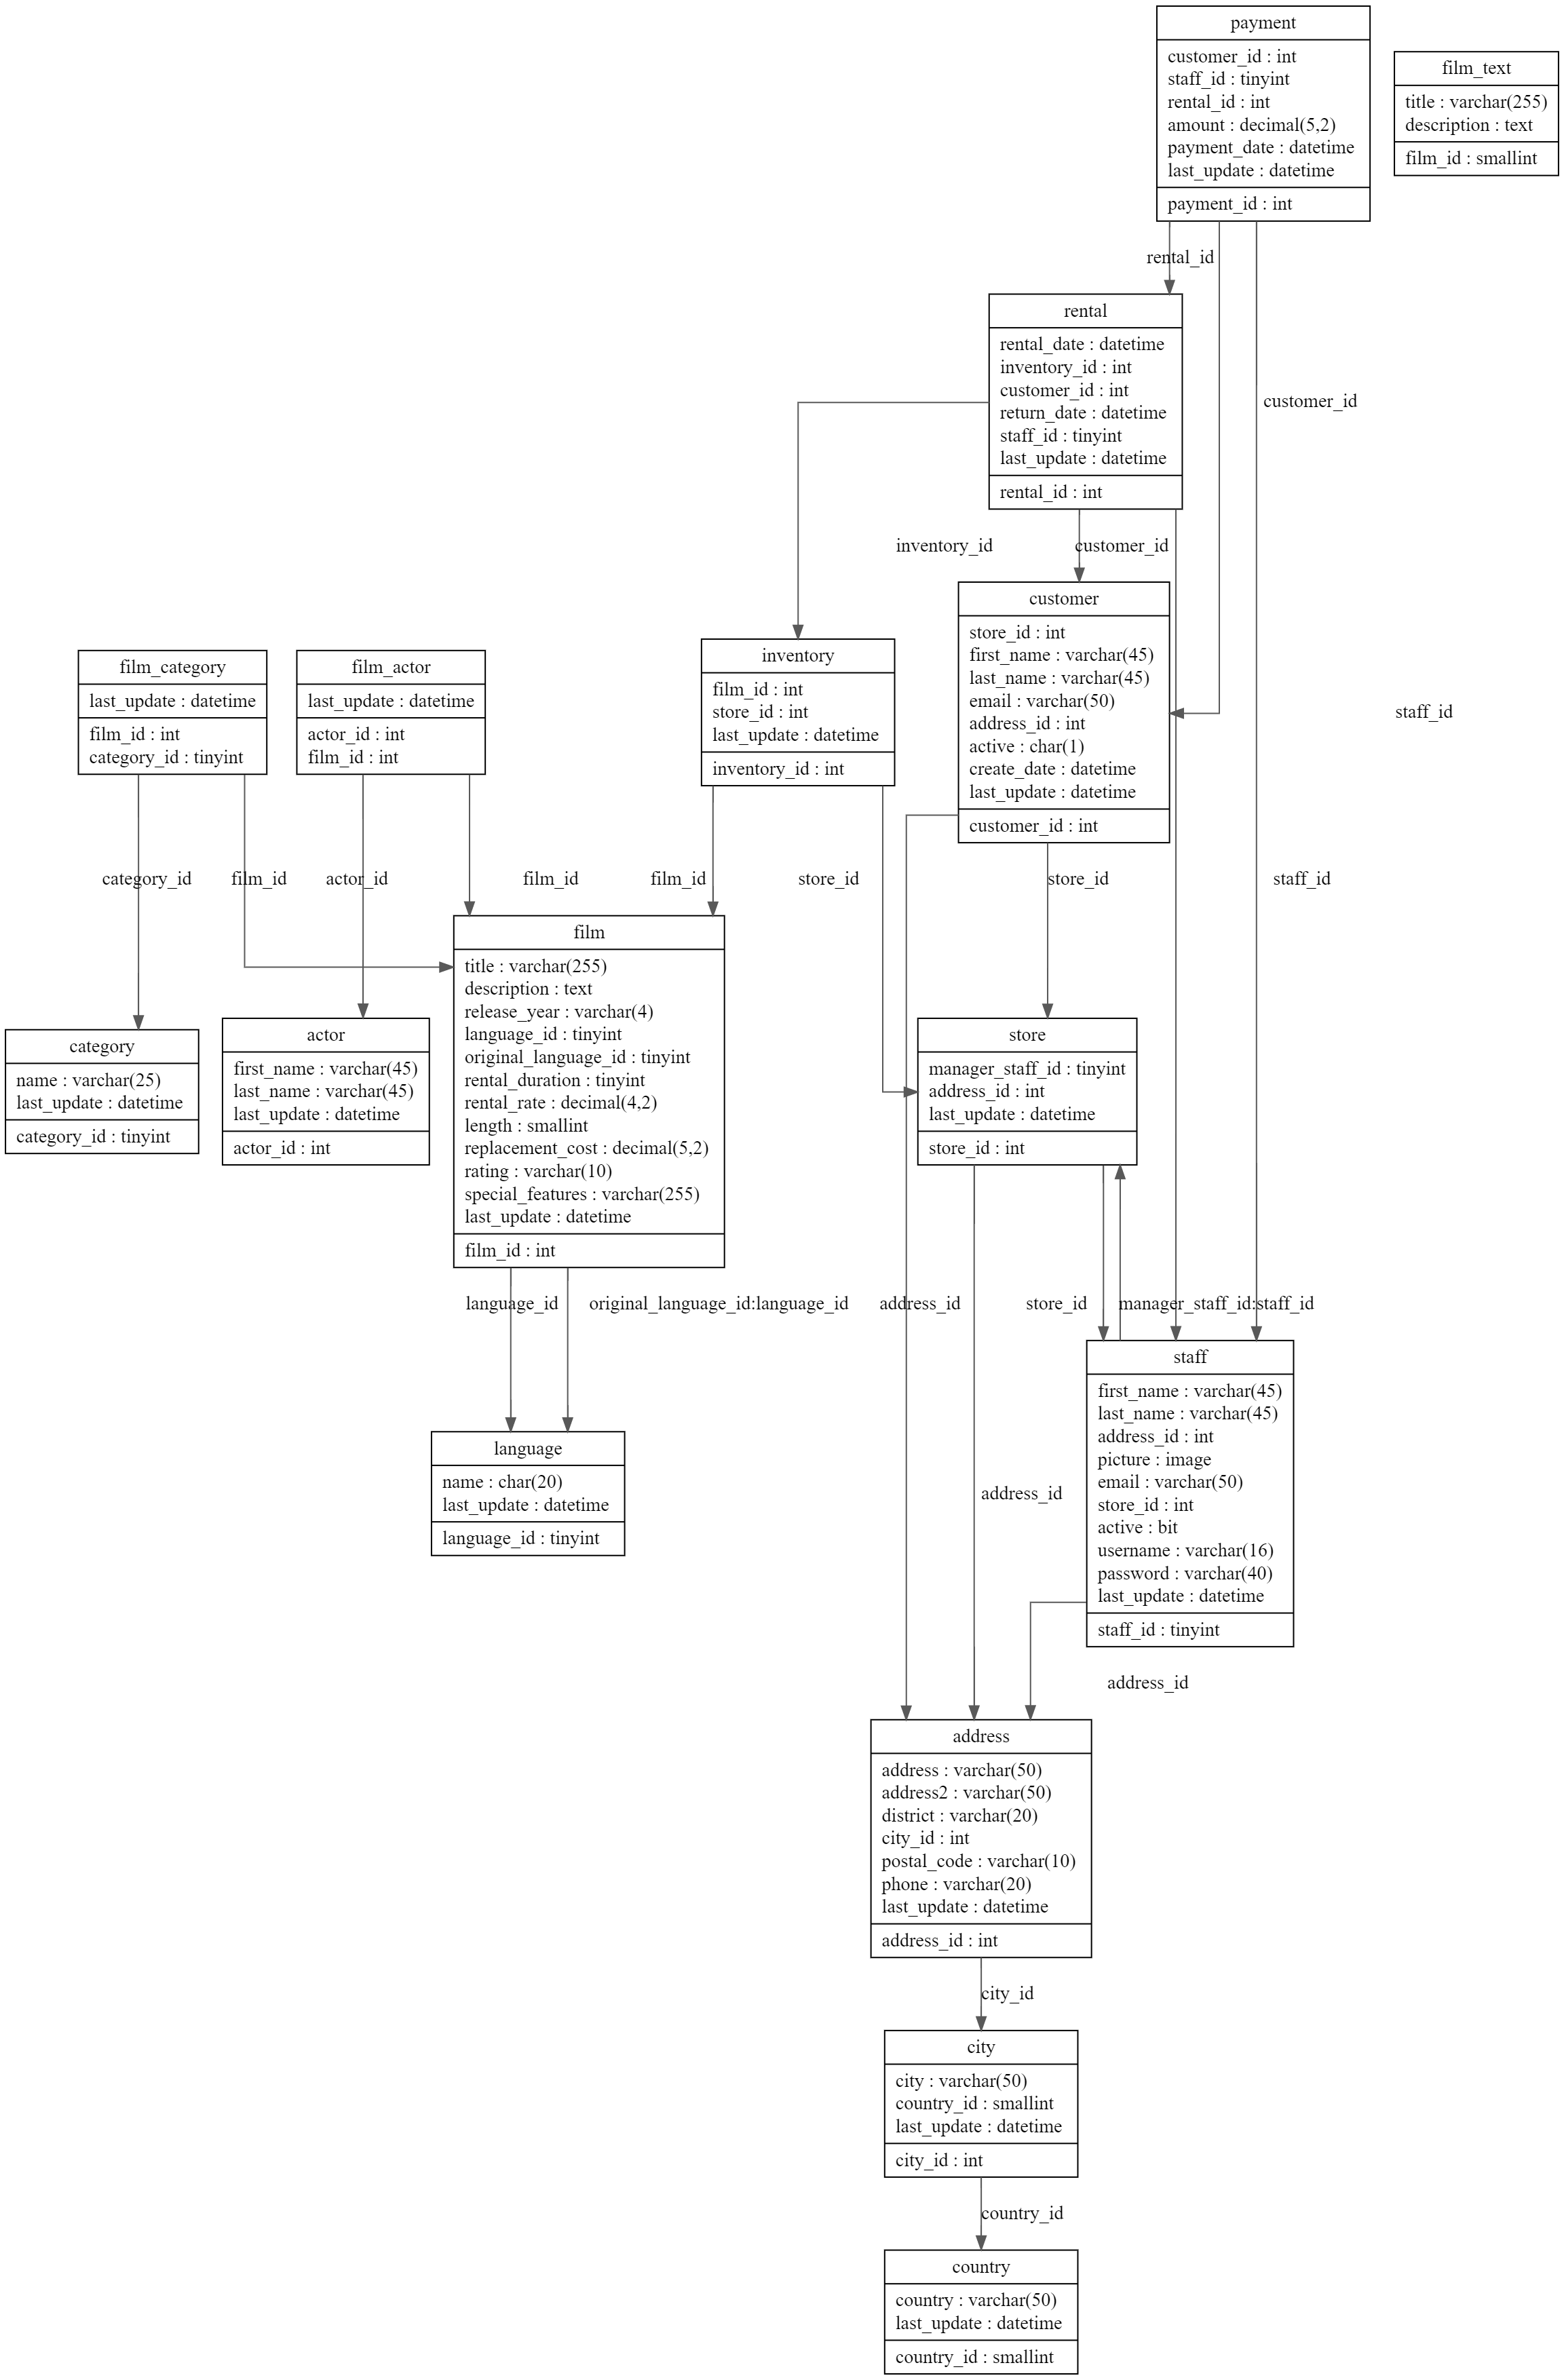 payment
customer_id : int
staff_id : tinyint
rental_id : int
amount : decimal(5,2)
payment_date : datetime
last_update : datetime
payment_id : int
film_text
title : varchar(255)
description : text
film_id : smallint
rental_id
rental
rental_date : datetime
inventory_id : int
customer_id : int
return_date : datetime
staff_id : tinyint
last_update : datetime
rental_id : int
customer_id
inventory_id
customer_id
customer
store_id : int
first_name : varchar(45)
last_name : varchar(45)
email : varchar(50)
address_id : int
active : char(1)
create_date : datetime
last_update : datetime
customer_id : int
staff_id
film_category
last_update : datetime
film_id : int
category_id : tinyint
film_actor
last_update : datetime
actor_id : int
film_id : int
inventory
film_id : int
store_id : int
last_update : datetime
inventory_id : int
category_id
film_id
actor_id
film_id
film_id
store_id
store_id
staff_id
category
name : varchar(25)
last_update : datetime
category_id : tinyint
actor
first_name : varchar(45)
last_name : varchar(45)
last_update : datetime
actor_id : int
film
title : varchar(255)
description : text
release_year : varchar(4)
language_id : tinyint
original_language_id : tinyint
rental_duration : tinyint
rental_rate : decimal(4,2)
length : smallint
replacement_cost : decimal(5,2)
rating : varchar(10)
special_features : varchar(255)
last_update : datetime
film_id : int
store
manager_staff_id : tinyint
address_id : int
last_update : datetime
store_id : int
language_id
original_language_id:language_id
address_id
store_id
manager_staff_id:staff_id
language
name : char(20)
last_update : datetime
language_id : tinyint
address_id
staff
first_name : varchar(45)
last_name : varchar(45)
address_id : int
picture : image
email : varchar(50)
store_id : int
active : bit
username : varchar(16)
password : varchar(40)
last_update : datetime
staff_id : tinyint
address_id
address
address : varchar(50)
address2 : varchar(50)
district : varchar(20)
city_id : int
postal_code : varchar(10)
phone : varchar(20)
last_update : datetime
address_id : int
city_id
city
city : varchar(50)
country_id : smallint
last_update : datetime
city_id : int
country_id
country
country : varchar(50)
last_update : datetime
country_id : smallint